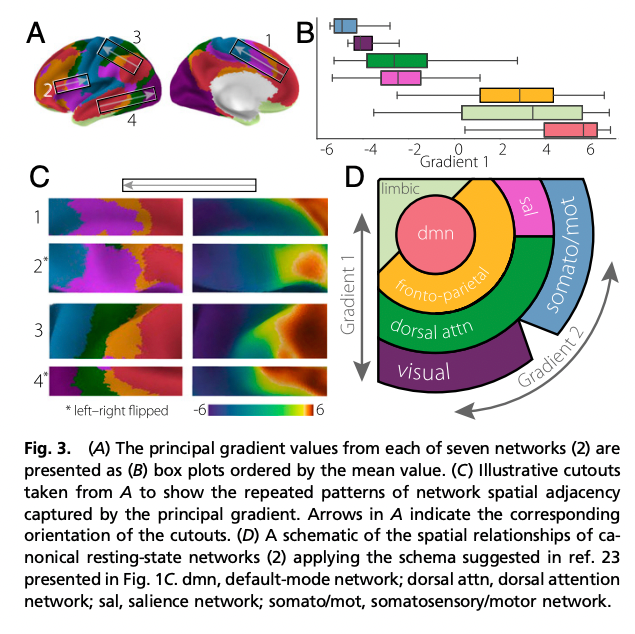 A
3
2
4
1
B
-6 -4 -2 0 2 4 6
Gradient 1
C
1
2*
3
4*
* left–right flipped
-6 6
D
limbic
sal
dmn
somato/mot
fronto-parietal
dorsal attn
visual
Gradient 1
Gradient 2
Fig. 3. (A) The principal gradient values from each of seven networks (2) are
presented as (B) box plots ordered by the mean value. (C) Illustrative cutouts
taken from A to show the repeated patterns of network spatial adjacency
captured by the principal gradient. Arrows in A indicate the corresponding
orientation of the cutouts. (D) A schematic of the spatial relationships of ca-
nonical resting-state networks (2) applying the schema suggested in ref. 23
presented in Fig. 1C. dmn, default-mode network; dorsal attn, dorsal attention
network; sal, salience network; somato/mot, somatosensory/motor network.